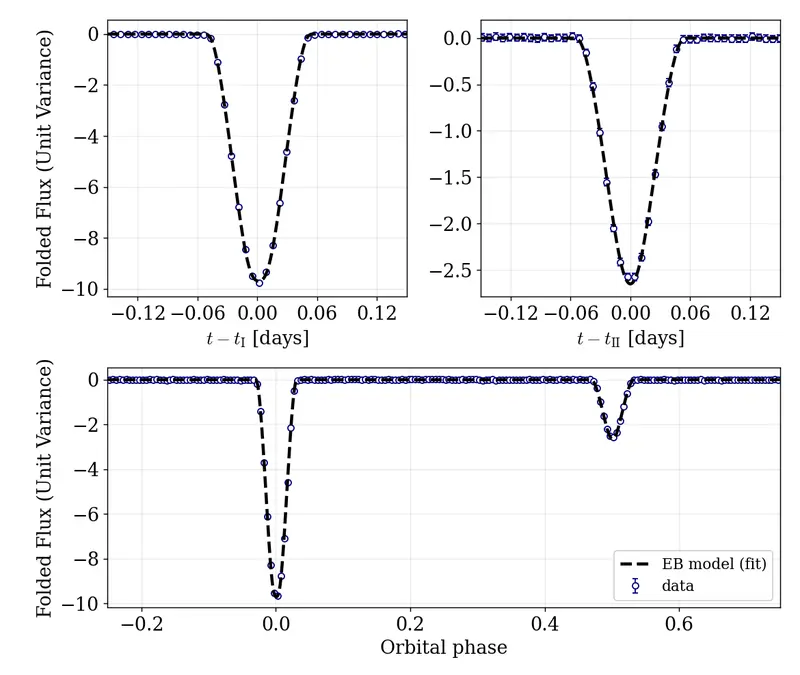 Folded Flux (Unit Variance)
0
−2
−4
−6
−8
−10
−0.12 −0.06 0.00 0.06 0.12
t − tI [days]
0.0
−0.5
−1.0
−1.5
−2.0
−2.5
−0.12 −0.06 0.00 0.06 0.12
t − tII [days]
Folded Flux (Unit Variance)
0
−2
−4
−6
−8
−10
−0.2 0.0 0.2 0.4 0.6
Orbital phase
EB model (fit)
data